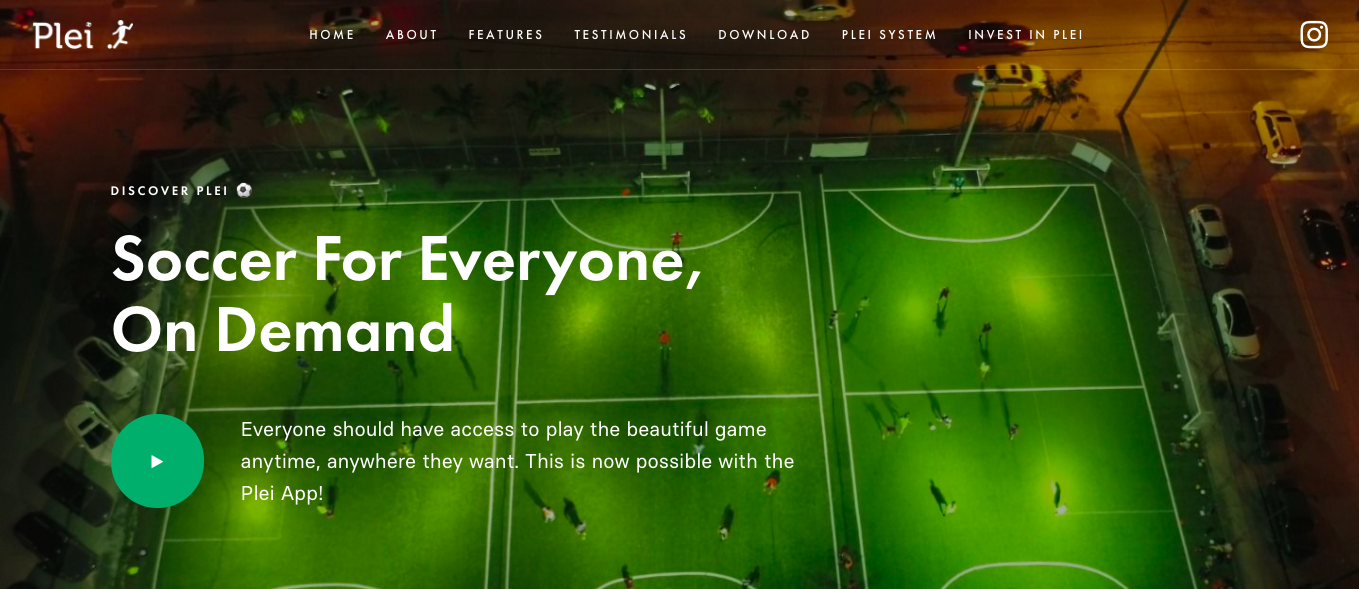 Plei
HOME ABOUT FEATURES TESTIMONIALS DOWNLOAD PLEI SYSTEM INVEST IN PLEI
DISCOVER PLEI ⚽
Soccer For Everyone,
On Demand
Everyone should have access to play the beautiful game
anytime, anywhere they want. This is now possible with the
Plei App!